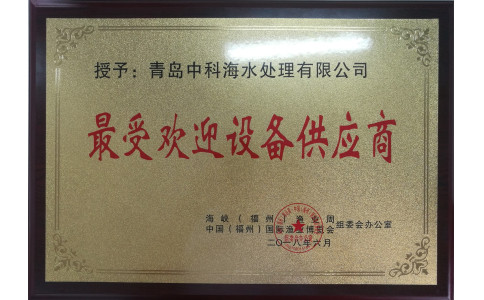 授予：青岛中科海水处理有限公司
最受欢迎设备供应商
海峡（福州）渔业周
中国（福州）国际渔业博览会
组委会办公室
二〇一八年六月